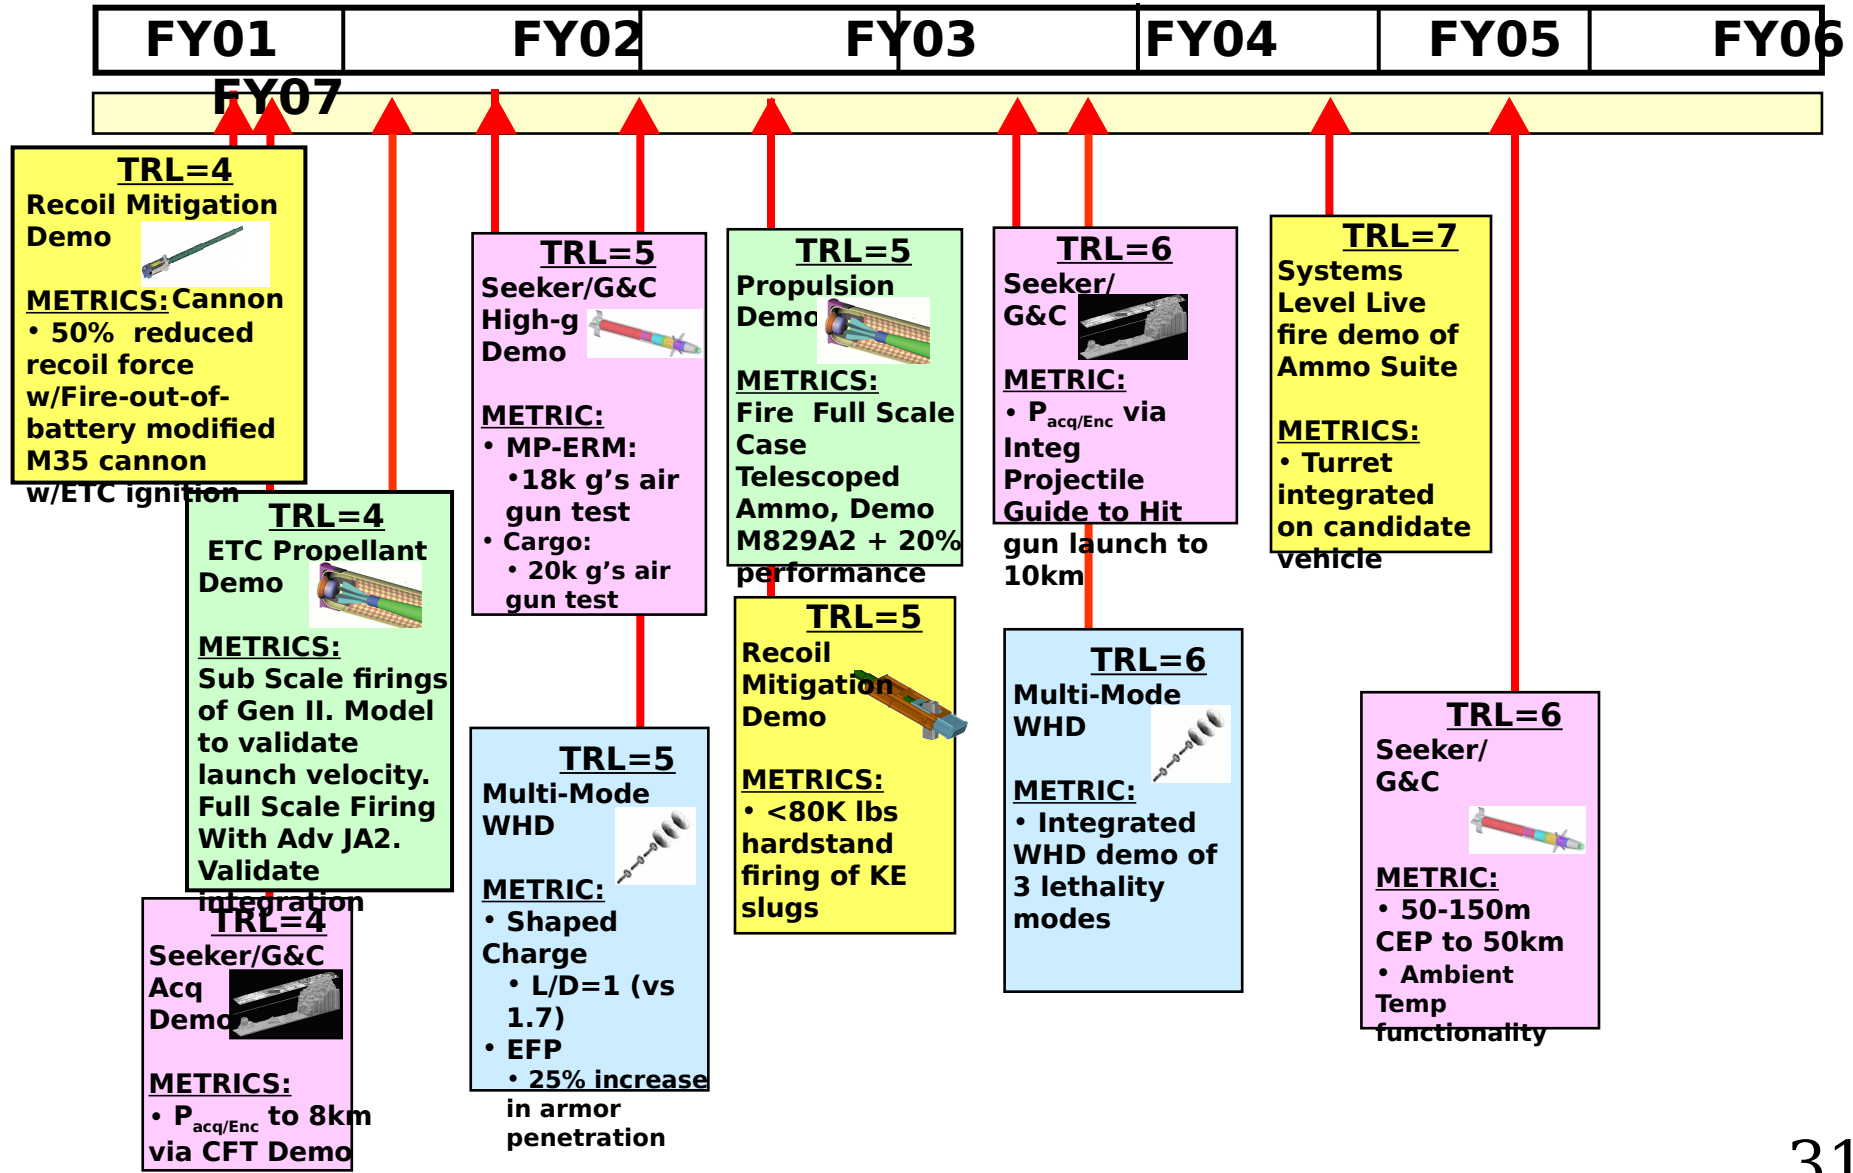 FY01 FY02 FY03 FY04 FY05 FY06
FY07
TRL=4
Recoil Mitigation
Demo
METRICS: Cannon
• 50% reduced
recoil force
w/Fire-out-of-
battery modified
M35 cannon
w/ETC ignition
TRL=4
ETC Propellant
Demo
METRICS:
Sub Scale firings
of Gen II. Model
to validate
launch velocity.
Full Scale Firing
With Adv JA2.
Validate
integration
TRL=4
Seeker/G&C
Acq
Demo
METRICS:
• Pacq/Enc to 8km
via CFT Demo
TRL=5
Seeker/G&C
High-g
Demo
METRIC:
• MP-ERM:
•18k g’s air
gun test
• Cargo:
• 20k g’s air
gun test
TRL=5
Multi-Mode
WHD
METRIC:
• Shaped
Charge
• L/D=1 (vs
1.7)
• EFP
• 25% increase
in armor
penetration
TRL=5
Propulsion
Demo
METRICS:
Fire Full Scale
Case
Telescoped
Ammo, Demo
M829A2 + 20%
performance
TRL=5
Recoil
Mitigation
Demo
METRICS:
• <80K lbs
hardstand
firing of KE
slugs
TRL=6
Seeker/
G&C
METRIC:
• Pacq/Enc via
Integ
Projectile
Guide to Hit
gun launch to
10km
TRL=6
Multi-Mode
WHD
METRIC:
• Integrated
WHD demo of
3 lethality
modes
TRL=7
Systems
Level Live
fire demo of
Ammo Suite
METRICS:
• Turret
integrated
on candidate
vehicle
TRL=6
Seeker/
G&C
METRIC:
• 50-150m
CEP to 50km
• Ambient
Temp
functionality
31